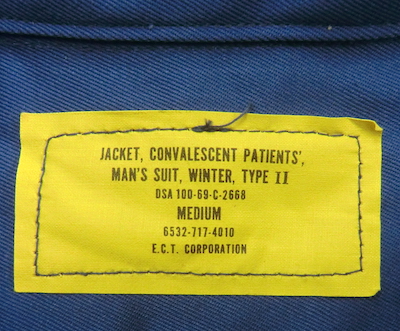 JACKET, CONVALESCENT PATIENTS',
MAN'S SUIT, WINTER, TYPE II
DSA 100-69-C-2668
MEDIUM
6532-717-4010
E.C.T. CORPORATION